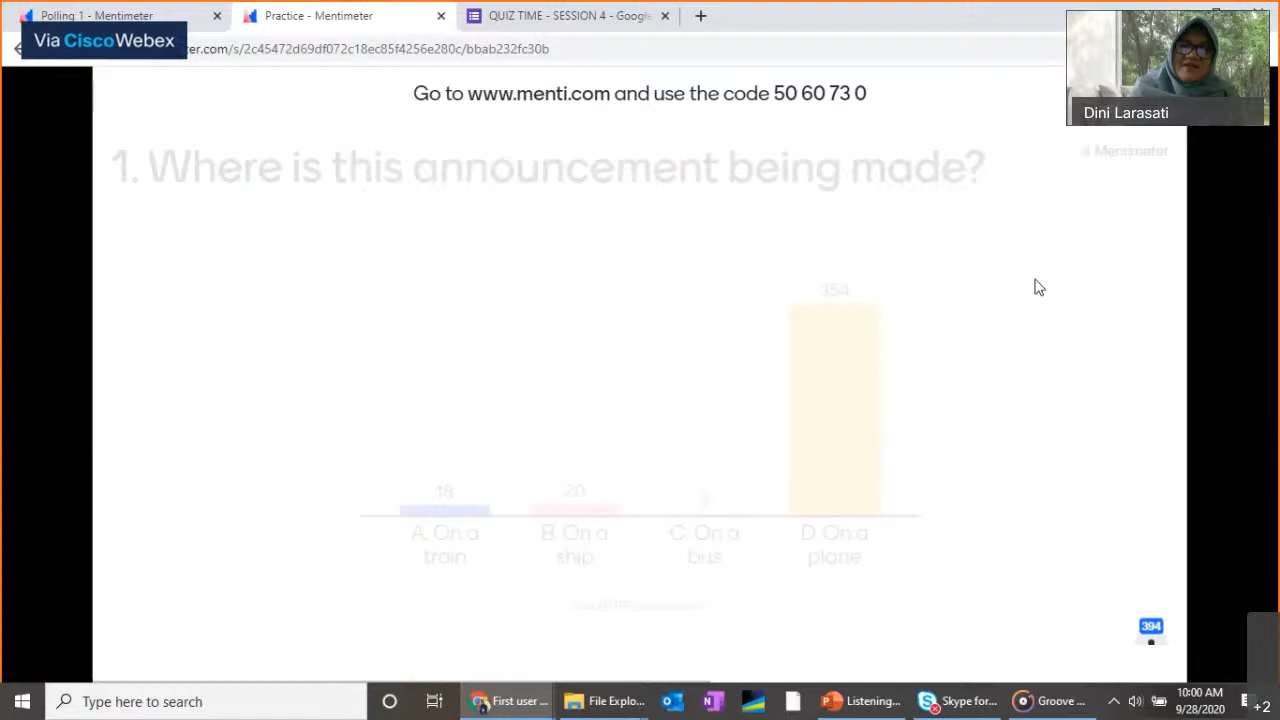 Polling 1 - Mentimeter
Practice - Mentimeter
QUIZ TIME - SESSION 4 - Google
Via CiscoWebex
er.com/s/2c45472d69df072c18ec85f4256e280c/bbab232fc30b
Dini Larasati
Go to www.menti.com and use the code 50 60 73 0
1. Where is this announcement being made?
Mentimeter
354
18
20
A. On a train
B. On a ship
C. On a bus
D. On a plane
394
Type here to search
First user ...
File Explo...
Listening...
Skype for...
Groove ...
10:00 AM
9/28/2020
+2